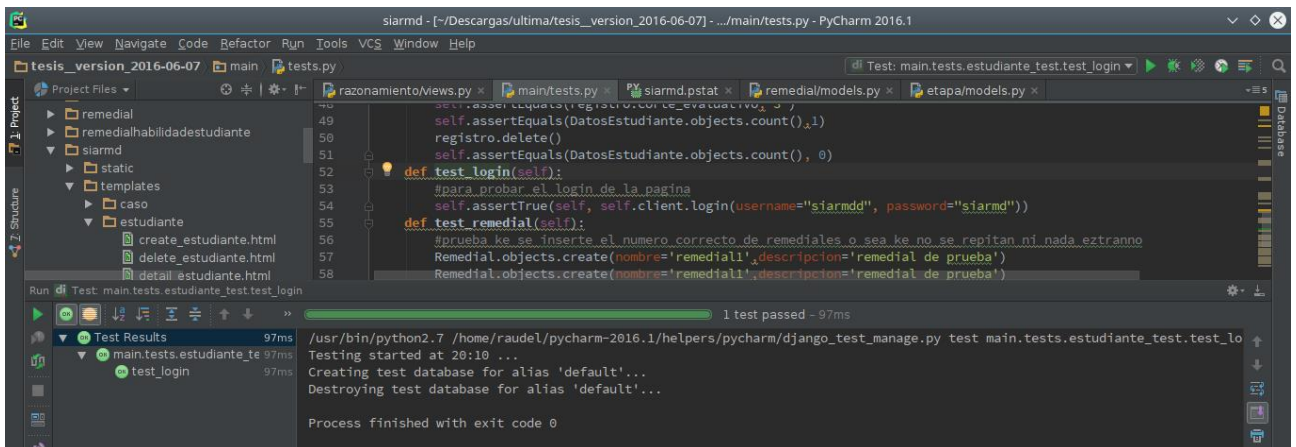 siarmd - [~/Descargas/ultima/tesis__version_2016-06-07] - .../main/tests.py - PyCharm 2016.1
File Edit View Navigate Code Refactor Run Tools VCS Window Help
tesis__version_2016-06-07 main tests.py
Test: main.tests.estudiante_test.test_login
Project Files
razonamiento/views.py × main/tests.py × siarmd.pstat × remedial/models.py × etapa/models.py ×
1: Project
7: Structure
Database
remedial
remedialhabilidadestudiante
siarmd
static
templates
caso
estudiante
create_estudiante.html
delete_estudiante.html
detail estudiante.html
48 self.assertEquals(registro.corte_evaluativo, '3')
49 self.assertEquals(DatosEstudiante.objects.count(),1)
50 registro.delete()
51 self.assertEquals(DatosEstudiante.objects.count(), 0)
52 def test_login(self):
53 #para probar el login de la pagina
54 self.assertTrue(self, self.client.login(username="siarmdd", password="siarmd"))
55 def test_remedial(self):
56 #prueba ke se inserte el numero correcto de remediales o sea ke no se repitan ni nada eztranno
57 Remedial.objects.create(nombre='remedial1',descripcion='remedial de prueba')
58 Remedial.objects.create(nombre='remedial1',descripcion='remedial de prueba')
Run Test: main.tests.estudiante_test.test_login
1 test passed – 97ms
Test Results 97ms
main.tests.estudiante_te 97ms
test_login 97ms
/usr/bin/python2.7 /home/raudel/pycharm-2016.1/helpers/pycharm/django_test_manage.py test main.tests.estudiante_test.test_lo
Testing started at 20:10 ...
Creating test database for alias 'default'...
Destroying test database for alias 'default'...
Process finished with exit code 0